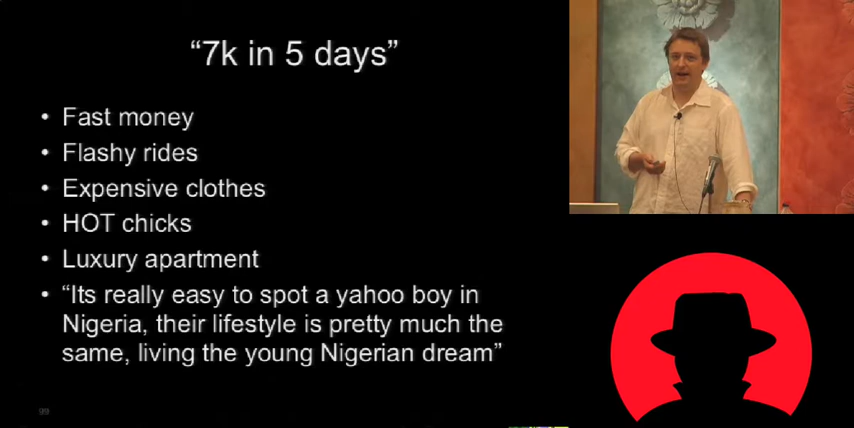 “7k in 5 days”
• Fast money
• Flashy rides
• Expensive clothes
• HOT chicks
• Luxury apartment
• “Its really easy to spot a yahoo boy in
Nigeria, their lifestyle is pretty much the
same, living the young Nigerian dream”